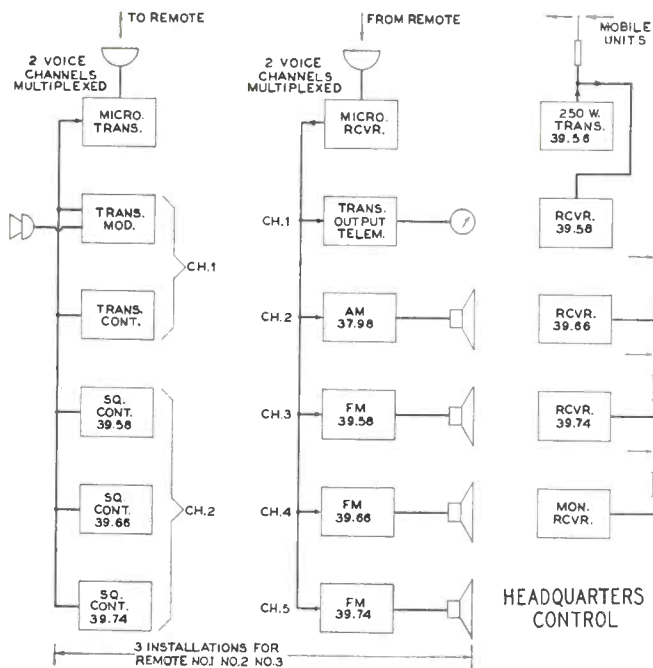 TO REMOTE
2 VOICE
CHANNELS
MULTIPLEXED
MICRO.
TRANS.
TRANS.
MOD.
CH.1
TRANS.
CONT.
SQ.
CONT.
39.58
SQ.
CONT.
39.66
CH.2
SQ.
CONT.
39.74
FROM REMOTE
2 VOICE
CHANNELS
MULTIPLEXED
MICRO.
RCVR.
CH.1
TRANS.
OUTPUT
TELEM.
CH.2
AM
37.98
CH.3
FM
39.58
CH.4
FM
39.66
CH.5
FM
39.74
3 INSTALLATIONS FOR
REMOTE NO.1 NO.2 NO.3
MOBILE
UNITS
250 W.
TRANS.
39.56
RCVR.
39.58
RCVR.
39.66
RCVR.
39.74
MON.
RCVR.
HEADQUARTERS
CONTROL